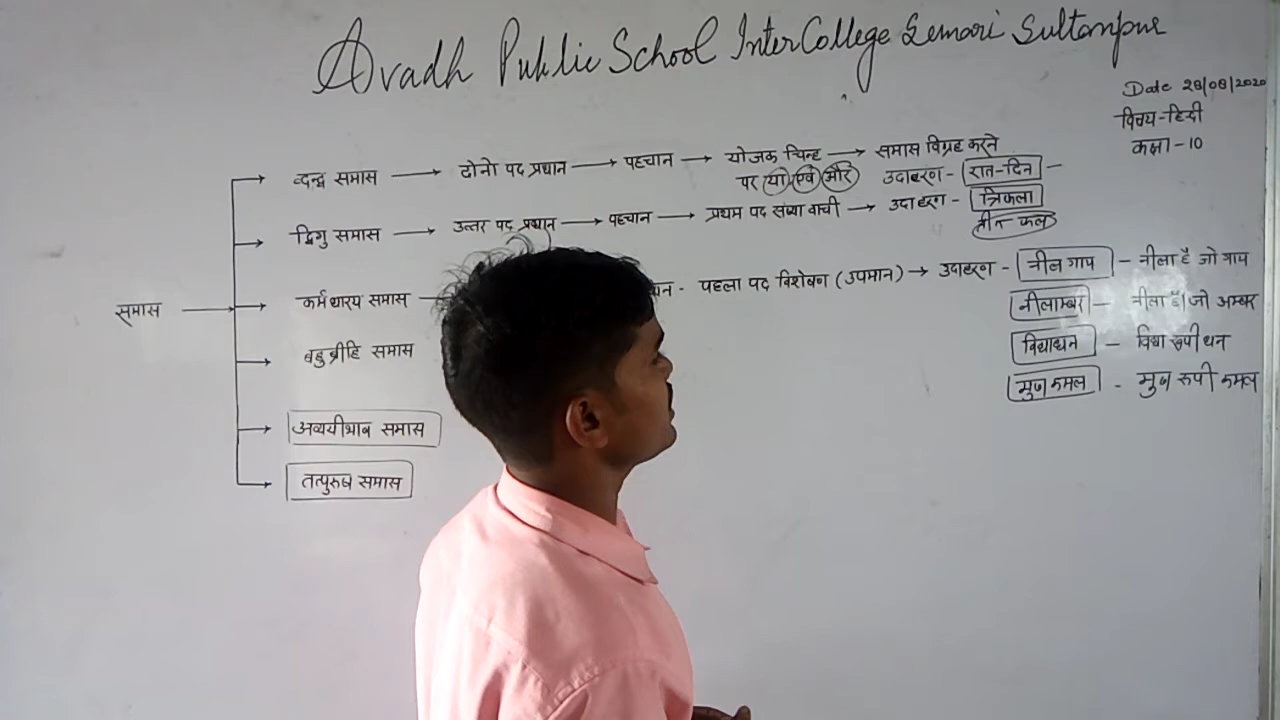 Avadh Public School Inter College Semari Sultanpur
Date 28/08/2020
विषय-हिन्दी
कक्षा-10
समास
द्वन्द्व समास → दोनो पद प्रधान → पहचान → योजक चिन्ह → समास विग्रह करने
पर या एवं और उदाहरण - रात-दिन -
द्विगु समास → उत्तर पद प्रधान → पहचान → प्रथम पद संख्या वाची → उदाहरण - त्रिफला
तीन फल
कर्मधारय समास - पहला पद विशेषण (उपमान) → उदाहरण - नील गाय - नीला है जो गाय
नीलाम्बर - नीला है जो अम्बर
बहुब्रीहि समास
विद्याधन - विद्या रूपी धन
मुख कमल - मुख रूपी कमल
अव्ययीभाव समास
तत्पुरुष समास